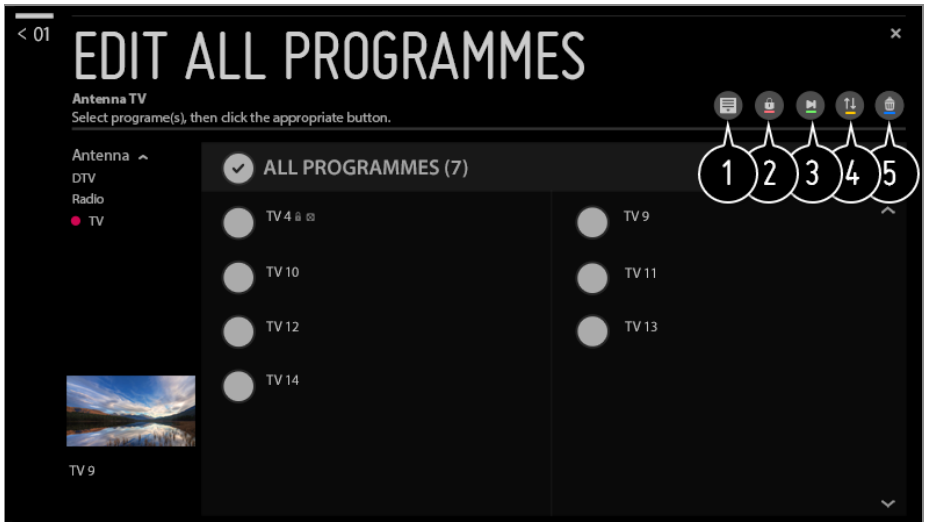 < 01
EDIT ALL PROGRAMMES
×
Antenna TV
Select programe(s), then click the appropriate button.
1 2 3 4 5
Antenna
DTV
Radio
TV
ALL PROGRAMMES (7)
TV 4
TV 9
TV 10
TV 11
TV 12
TV 13
TV 14
TV 9